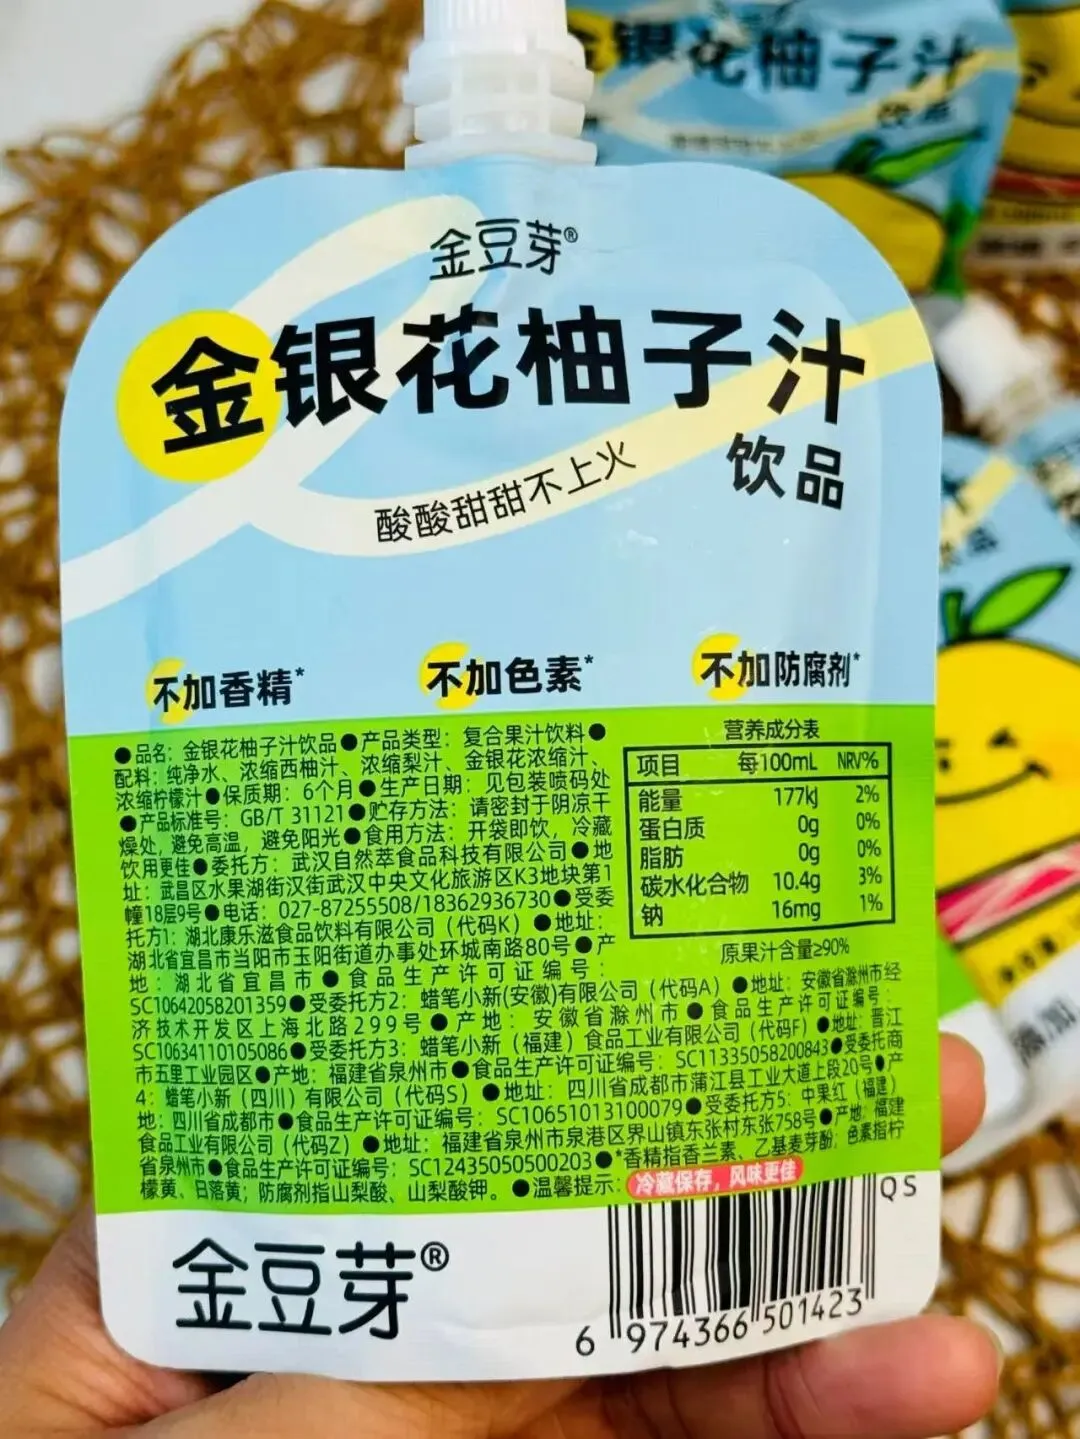 金银花柚子汁
饮品
金豆芽®
金银花柚子汁
饮品
酸酸甜甜不上火
不加香精* 不加色素* 不加防腐剂*
●品名：金银花柚子汁饮品●产品类型：复合果汁饮料●
配料：纯净水、浓缩西柚汁、浓缩梨汁、金银花浓缩汁、
浓缩柠檬汁●保质期：6个月●生产日期：见包装喷码处
●产品标准号：GB/T 31121●贮存方法：请密封于阴凉干
燥处，避免高温，避免阳光●食用方法：开袋即饮，冷藏
饮用更佳●委托方：武汉自然萃食品科技有限公司●地
址：武昌区水果湖街汉街武汉中央文化旅游区K3地块第1
幢18层9号●电话：027-87255508/18362936730●受委
托方1：湖北康乐滋食品饮料有限公司（代码K）●地址：
湖北省宜昌市当阳市玉阳街道办事处环城南路80号●产
地：湖北省宜昌市●食品生产许可证编号：
SC10642058201359●受委托方2：蜡笔小新(安徽)有限公司（代码A）●地址：安徽省滁州市经
济技术开发区上海北路299号●产地：安徽省滁州市●食品生产许可证编号：
SC10634110105086●受委托方3：蜡笔小新（福建）食品工业有限公司（代码F）●地址：晋江
市五里工业园区●产地：福建省泉州市●食品生产许可证编号：SC11335058200843●受委托商
4：蜡笔小新（四川）有限公司（代码S）●地址：四川省成都市蒲江县工业大道上段20号●产
地：四川省成都市●食品生产许可证编号：SC10651013100079●受委托方5：中果红（福建）
食品工业有限公司（代码Z）●地址：福建省泉州市泉港区界山镇东张村东张758号●产地：福建
省泉州市●食品生产许可证编号：SC12435050500203●*香精指香兰素、乙基麦芽酚；色素指柠
檬黄、日落黄；防腐剂指山梨酸、山梨酸钾。●温馨提示：冷藏保存，风味更佳
营养成分表
项目 每100mL NRV%
能量 177kJ 2%
蛋白质 0g 0%
脂肪 0g 0%
碳水化合物 10.4g 3%
钠 16mg 1%
原果汁含量≥90%
QS
金豆芽®
6 974366 501423